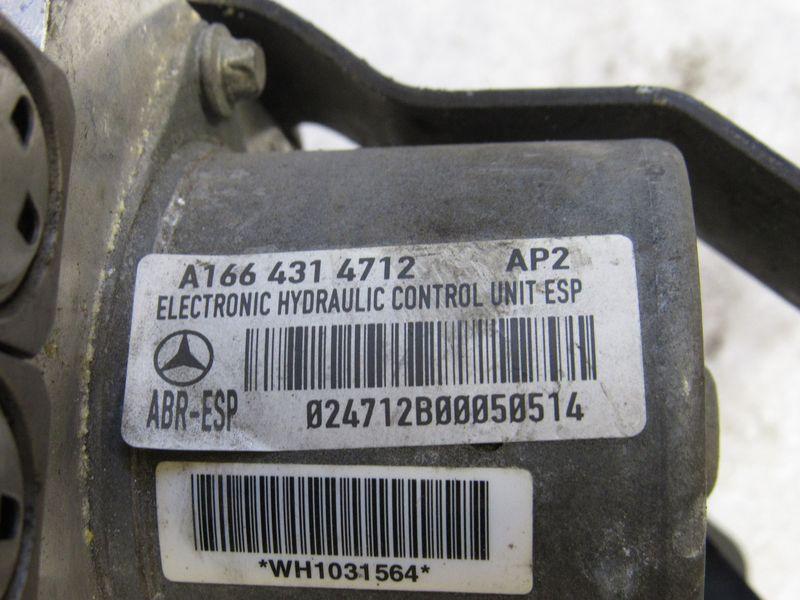 A166 431 4712 AP2
ELECTRONIC HYDRAULIC CONTROL UNIT ESP
ABR-ESP 024712B00050514
*WH1031564*